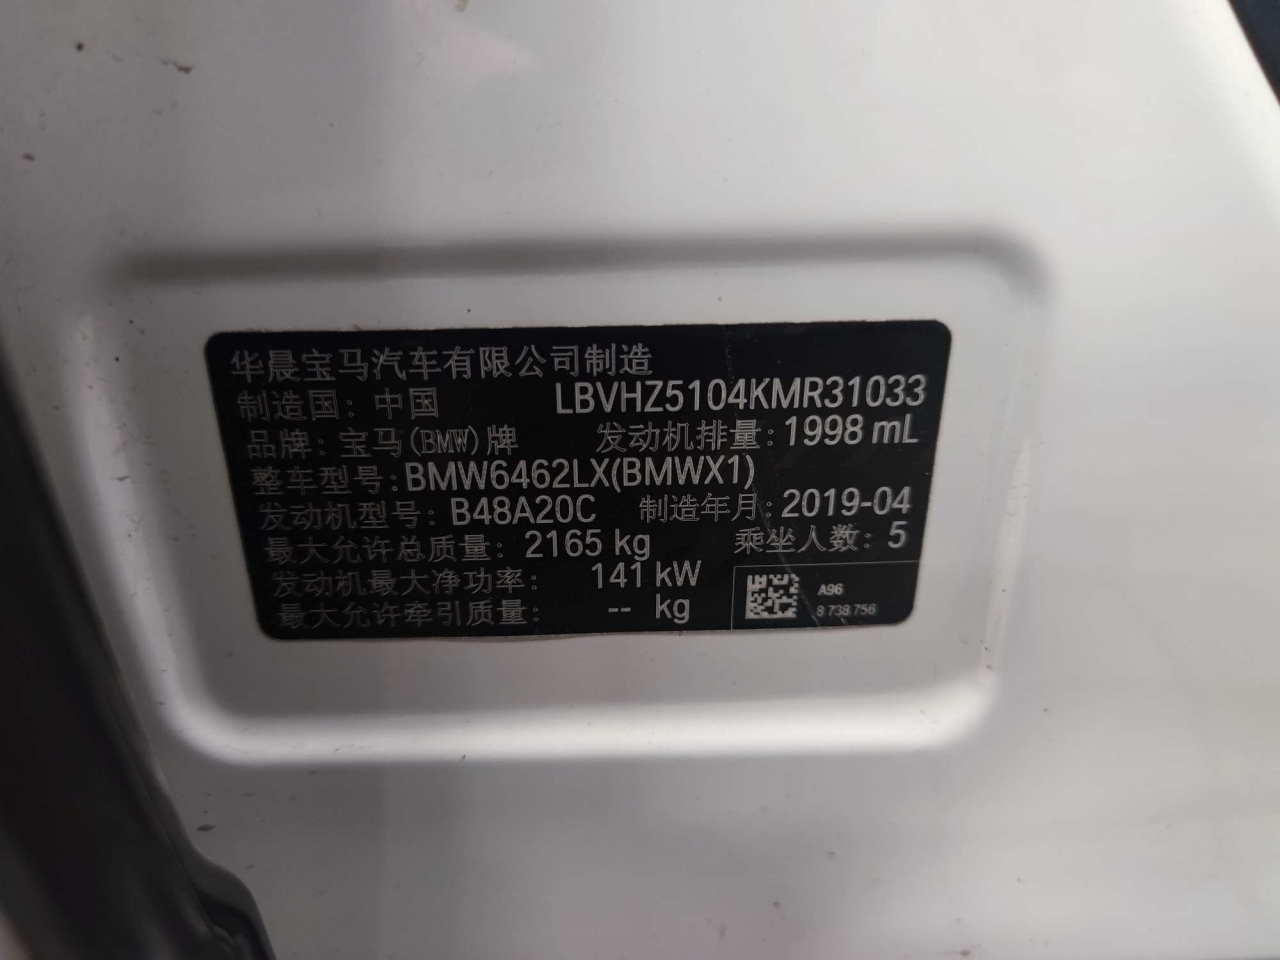 华晨宝马汽车有限公司制造
制造国: 中国 LBVHZ5104KMR31033
品牌: 宝马(BMW)牌 发动机排量: 1998 mL
整车型号: BMW6462LX(BMWX1)
发动机型号: B48A20C 制造年月: 2019-04
最大允许总质量: 2165 kg 乘坐人数: 5
发动机最大净功率: 141 kW
最大允许牵引质量: -- kg
A96
8 738 756